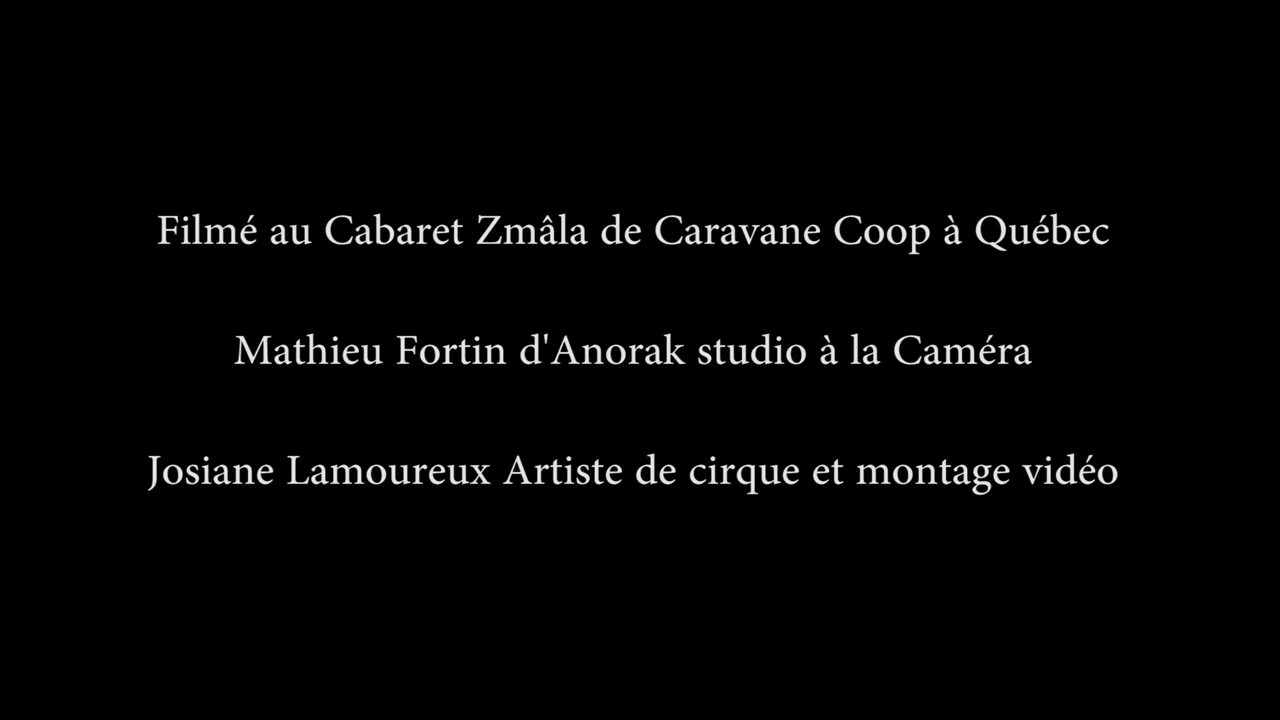 Filmé au Cabaret Zmâla de Caravane Coop à Québec
Mathieu Fortin d'Anorak studio à la Caméra
Josiane Lamoureux Artiste de cirque et montage vidéo